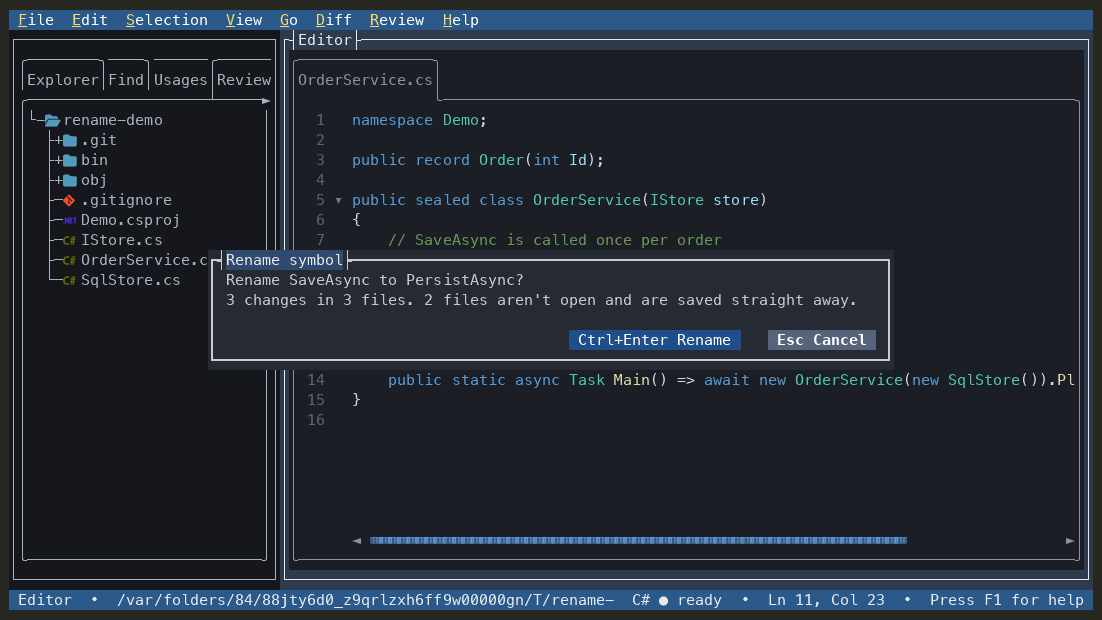 File Edit Selection View Go Diff Review Help
Editor
Explorer Find Usages Review
OrderService.cs
rename-demo
.git
bin
obj
.gitignore
Demo.csproj
IStore.cs
OrderService.c
SqlStore.cs
1 namespace Demo;
2
3 public record Order(int Id);
4
5 public sealed class OrderService(IStore store)
6 {
7 // SaveAsync is called once per order
Rename symbol
Rename SaveAsync to PersistAsync?
3 changes in 3 files. 2 files aren't open and are saved straight away.
Ctrl+Enter Rename Esc Cancel
14 public static async Task Main() => await new OrderService(new SqlStore()).Pl
15 }
16
Editor • /var/folders/84/88jty6d0_z9qrlzxh6ff9w00000gn/T/rename- C# ● ready • Ln 11, Col 23 • Press F1 for help